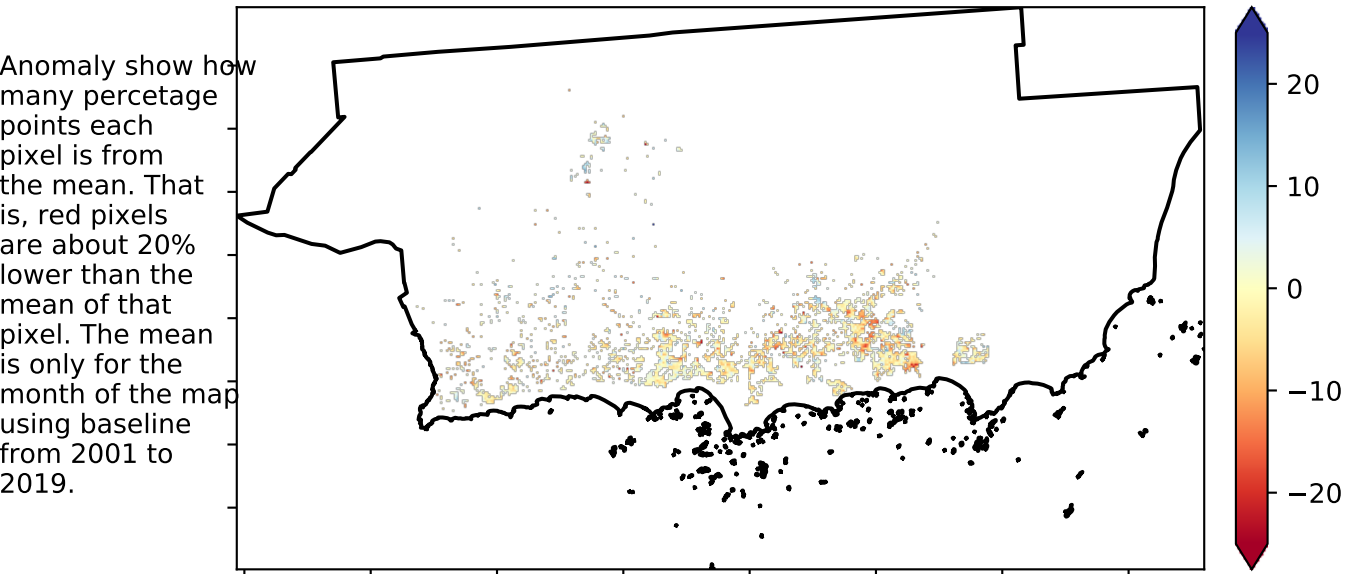 Anomaly show how
many percetage
points each
pixel is from
the mean. That
is, red pixels
are about 20%
lower than the
mean of that
pixel. The mean
is only for the
month of the map
using baseline
from 2001 to
2019.
20
10
0
−10
−20